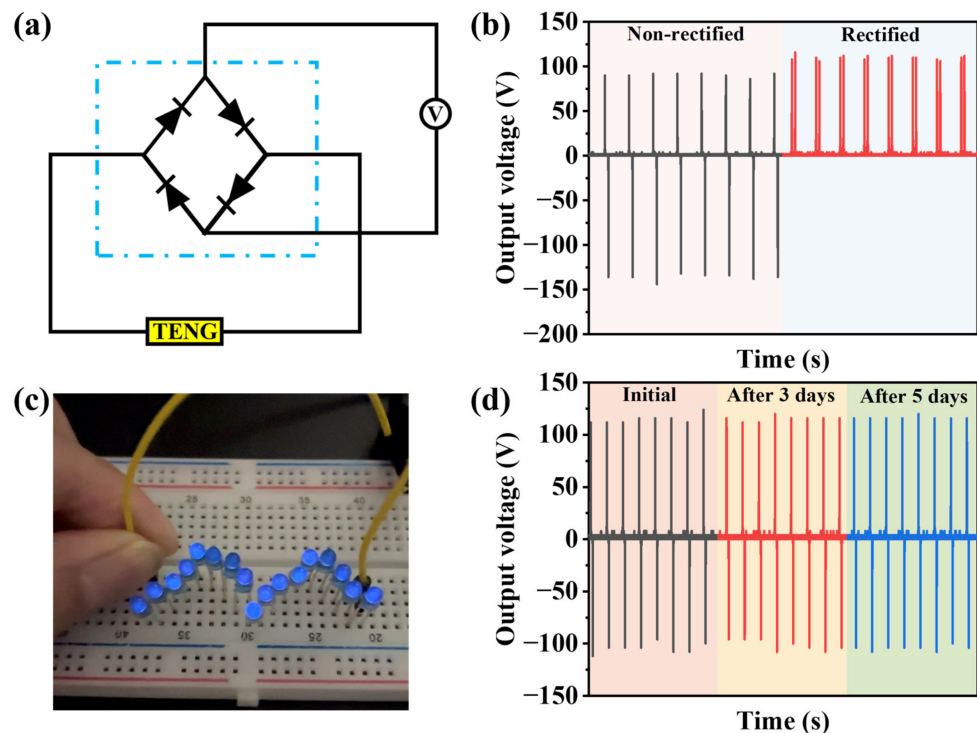 (a)
V
TENG
(b)
Non-rectified
Rectified
Output voltage (V)
150
100
50
0
−50
−100
−150
−200
Time (s)
(c)
25
30
35
40
40
35
30
25
20
(d)
Initial
After 3 days
After 5 days
Output voltage (V)
150
100
50
0
−50
−100
−150
Time (s)